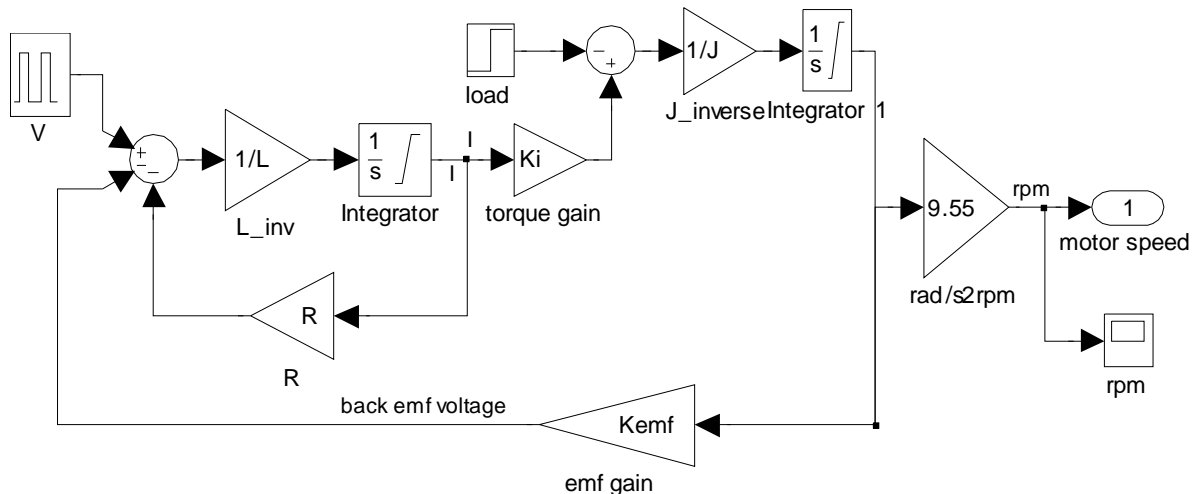 V
+
−
−
1/L
L_inv
1
s
Integrator
I
I
Ki
torque gain
load
−
+
1/J
J_inverse
1
s
Integrator 1
9.55
rad/s2rpm
rpm
1
motor speed
rpm
R
R
back emf voltage
Kemf
emf gain